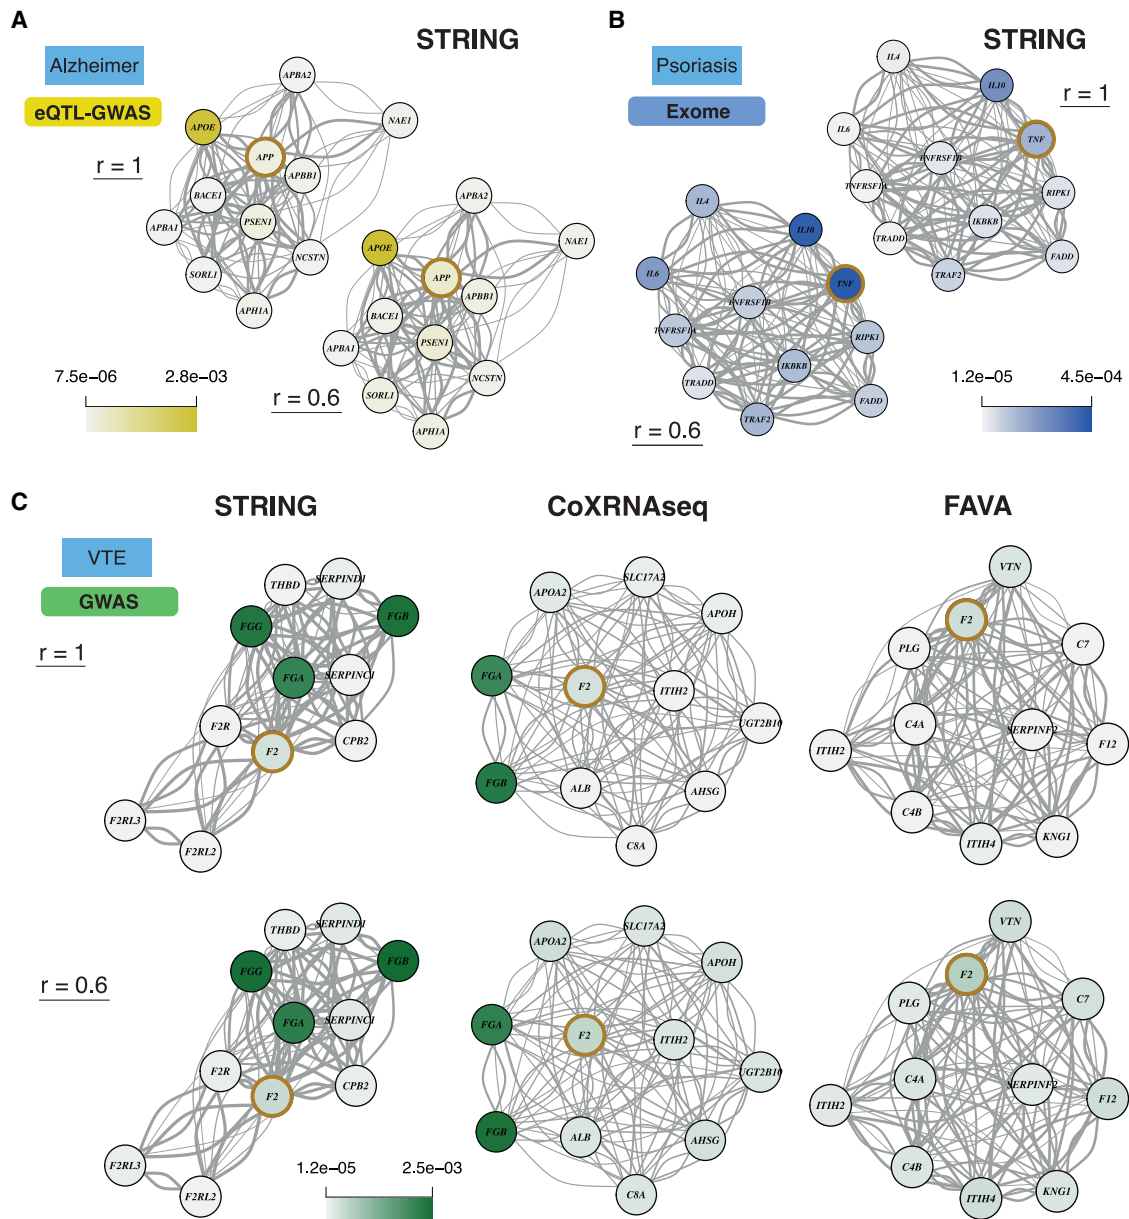 A
STRING
Alzheimer
eQTL-GWAS
r = 1
APBA2
NAE1
APOE
APP
APBB1
BACE1
PSEN1
APBA1
NCSTN
SORL1
APH1A
APBA2
NAE1
APOE
APP
APBB1
BACE1
PSEN1
APBA1
NCSTN
SORL1
APH1A
7.5e-06 2.8e-03
r = 0.6
B
STRING
Psoriasis
Exome
r = 1
IL4
IL10
IL6
TNF
TNFRSF1B
TNFRSF1A
RIPK1
IKBKB
TRADD
FADD
TRAF2
IL4
IL10
IL6
TNF
TNFRSF1B
TNFRSF1A
RIPK1
IKBKB
TRADD
FADD
TRAF2
r = 0.6
1.2e-05 4.5e-04
C
STRING CoXRNAseq FAVA
VTE
GWAS
r = 1
THBD
SERPIND1
FGG
FGB
FGA
SERPINC1
F2R
F2
CPB2
F2RL3
F2RL2
SLC17A2
APOA2
APOH
FGA
F2
ITIH2
UGT2B10
FGB
ALB
AHSG
C8A
VTN
F2
PLG
C7
C4A
SERPINF2
ITIH2
F12
C4B
ITIH4
KNG1
r = 0.6
THBD
SERPIND1
FGG
FGB
FGA
SERPINC1
F2R
F2
CPB2
F2RL3
F2RL2
1.2e-05 2.5e-03
SLC17A2
APOA2
APOH
FGA
F2
ITIH2
UGT2B10
FGB
ALB
AHSG
C8A
VTN
F2
PLG
C7
C4A
SERPINF2
ITIH2
F12
C4B
ITIH4
KNG1